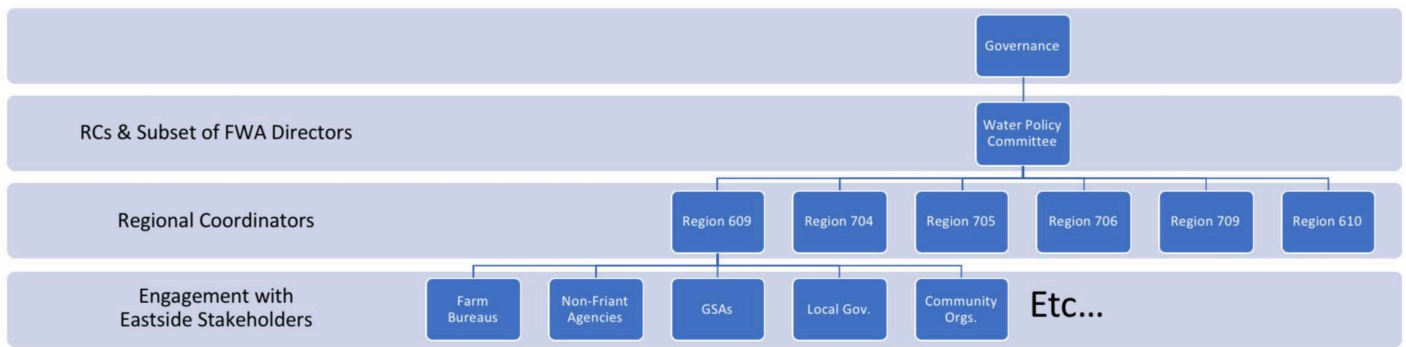 Governance
RCs & Subset of FWA Directors
Water Policy
Committee
Regional Coordinators
Region 609
Region 704
Region 705
Region 706
Region 709
Region 610
Engagement with
Eastside Stakeholders
Farm
Bureaus
Non-Friant
Agencies
GSAs
Local Gov.
Community
Orgs.
Etc...